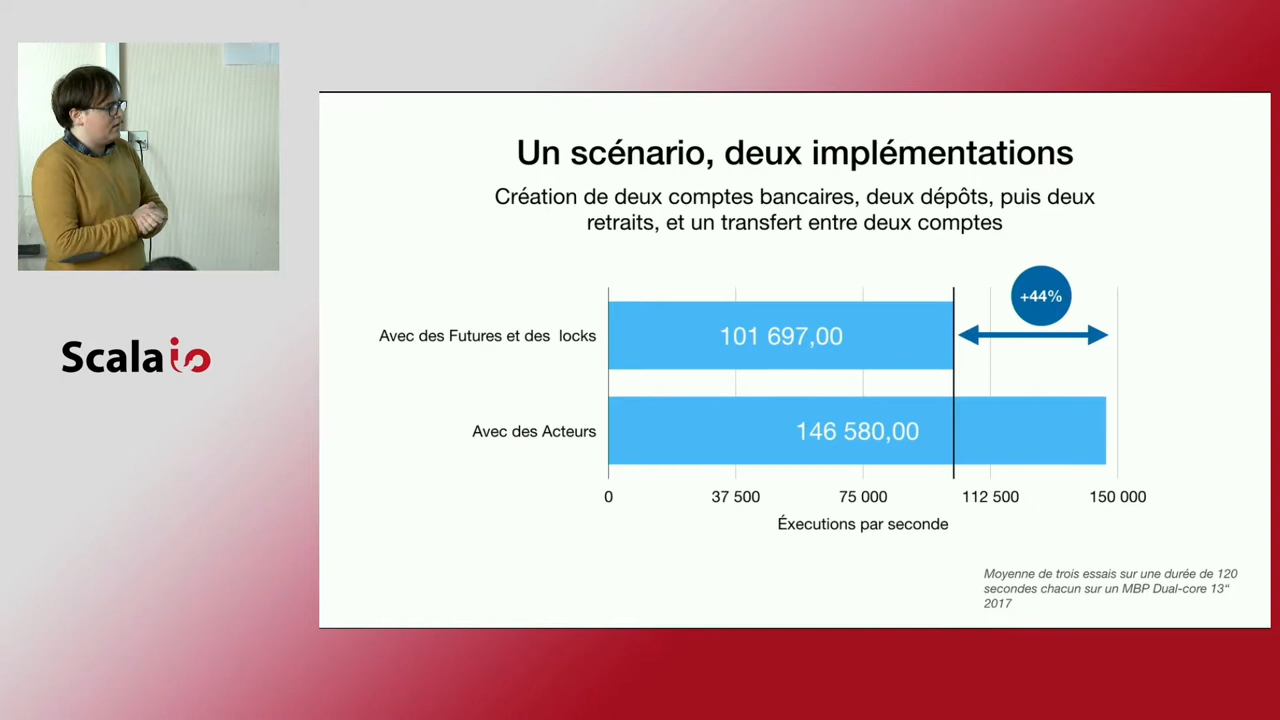 Un scénario, deux implémentations
Création de deux comptes bancaires, deux dépôts, puis deux
retraits, et un transfert entre deux comptes
+44%
Avec des Futures et des locks
101 697,00
Avec des Acteurs
146 580,00
0
37 500
75 000
112 500
150 000
Éxecutions par seconde
Moyenne de trois essais sur une durée de 120
secondes chacun sur un MBP Dual-core 13“
2017
Scalaio